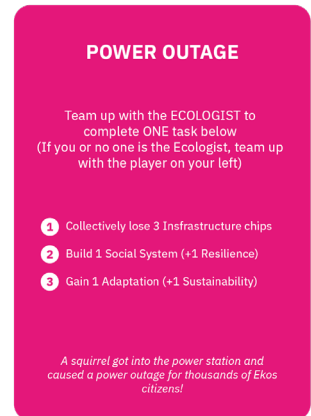 POWER OUTAGE
Team up with the ECOLOGIST to
complete ONE task below
(If you or no one is the Ecologist, team up
with the player on your left)
1 Collectively lose 3 Insfrastructure chips
2 Build 1 Social System (+1 Resilience)
3 Gain 1 Adaptation (+1 Sustainability)
A squirrel got into the power station and
caused a power outage for thousands of Ekos
citizens!